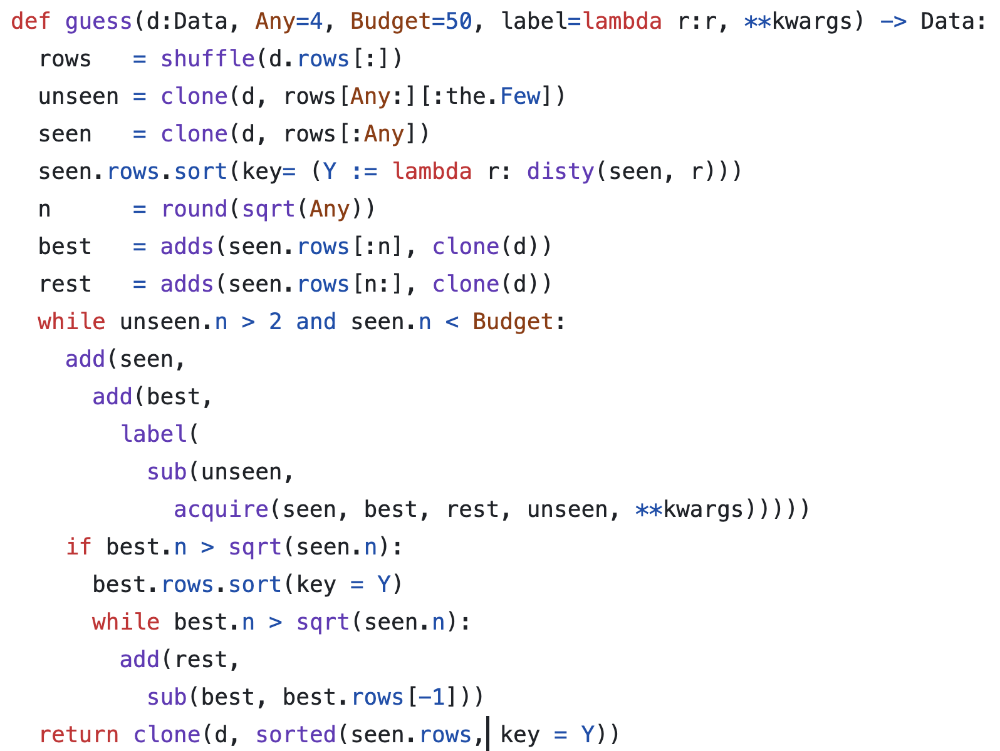 def guess(d:Data, Any=4, Budget=50, label=lambda r:r, **kwargs) -> Data:
  rows   = shuffle(d.rows[:])
  unseen = clone(d, rows[Any:][:the.Few])
  seen   = clone(d, rows[:Any])
  seen.rows.sort(key= (Y := lambda r: disty(seen, r)))
  n      = round(sqrt(Any))
  best   = adds(seen.rows[:n], clone(d))
  rest   = adds(seen.rows[n:], clone(d))
  while unseen.n > 2 and seen.n < Budget:
    add(seen,
      add(best,
        label(
          sub(unseen,
            acquire(seen, best, rest, unseen, **kwargs)))))
    if best.n > sqrt(seen.n):
      best.rows.sort(key = Y)
      while best.n > sqrt(seen.n):
        add(rest,
          sub(best, best.rows[-1]))
  return clone(d, sorted(seen.rows, key = Y))